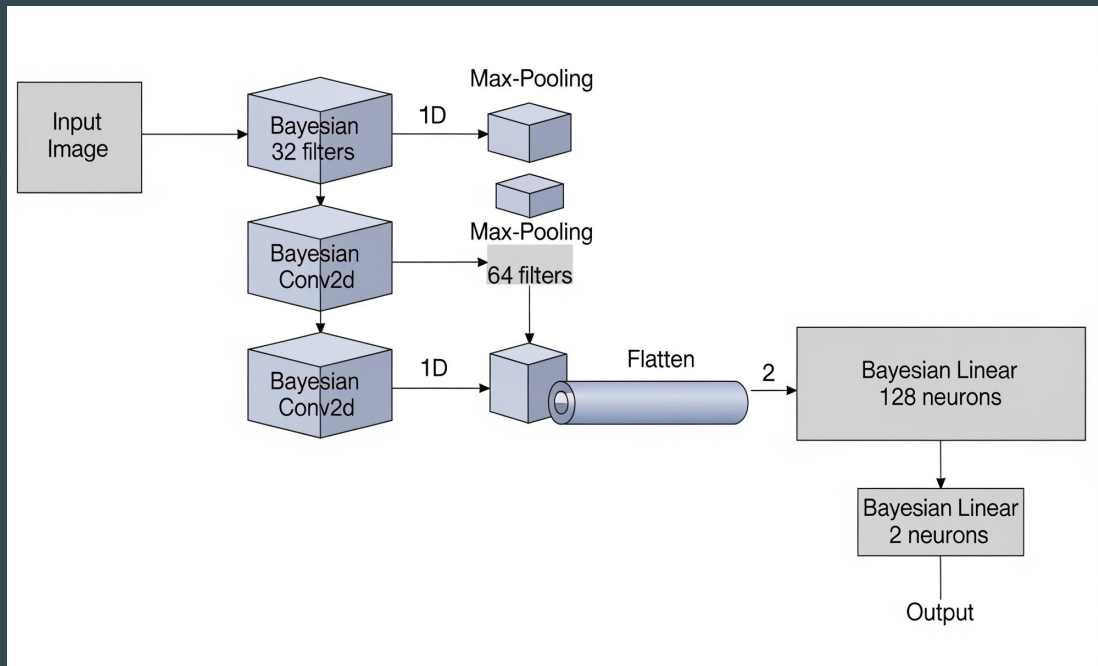 Max-Pooling
Input
Image
Bayesian
32 filters
1D
Max-Pooling
Bayesian
Conv2d
64 filters
Bayesian
Conv2d
1D
Flatten
2
Bayesian Linear
128 neurons
Bayesian Linear
2 neurons
Output